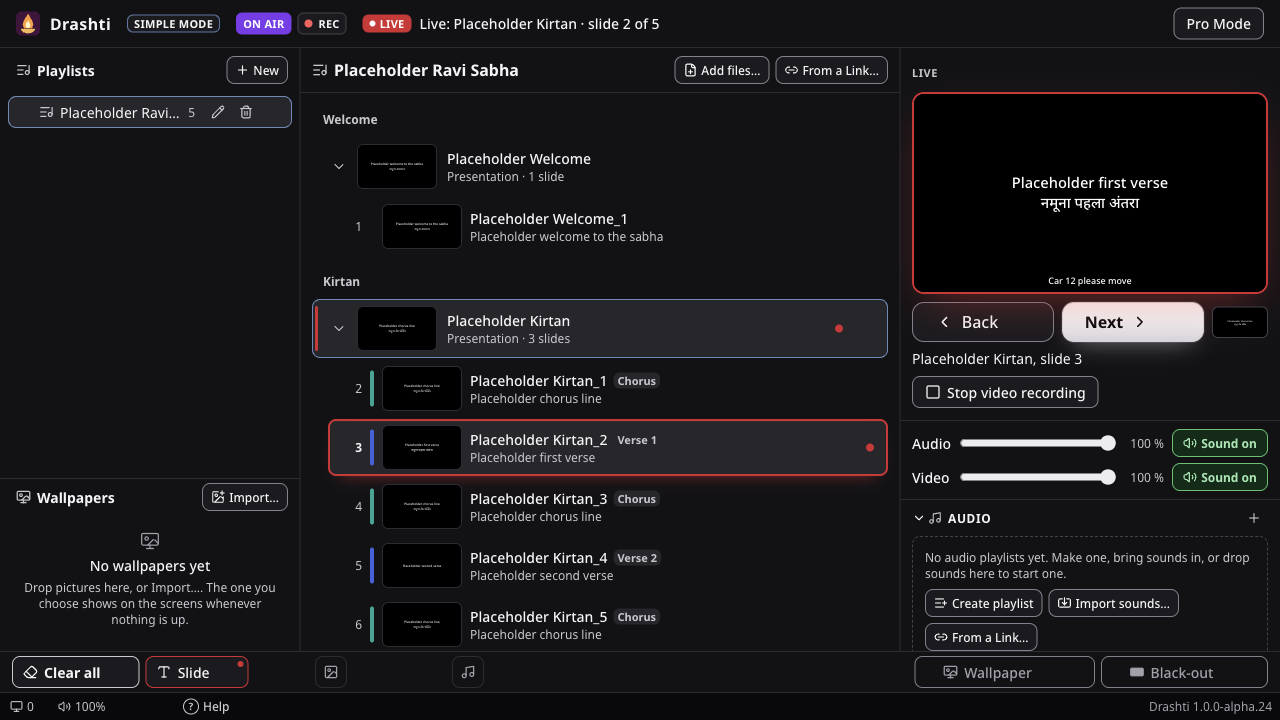 Drashti
SIMPLE MODE
ON AIR
REC
LIVE
Live: Placeholder Kirtan · slide 2 of 5
Pro Mode
Playlists
New
Placeholder Ravi... 5
Wallpapers
Import...
No wallpapers yet
Drop pictures here, or Import.... The one you
choose shows on the screens whenever
nothing is up.
Placeholder Ravi Sabha
Add files...
From a Link...
Welcome
Placeholder Welcome
Presentation · 1 slide
1
Placeholder Welcome_1
Placeholder welcome to the sabha
Kirtan
Placeholder Kirtan
Presentation · 3 slides
2
Placeholder Kirtan_1 Chorus
Placeholder chorus line
3
Placeholder Kirtan_2 Verse 1
Placeholder first verse
4
Placeholder Kirtan_3 Chorus
Placeholder chorus line
5
Placeholder Kirtan_4 Verse 2
Placeholder second verse
6
Placeholder Kirtan_5 Chorus
Placeholder chorus line
LIVE
Placeholder first verse
नमूना पहला अंतरा
Car 12 please move
Back
Next
Placeholder Kirtan, slide 3
Stop video recording
Audio 100 % Sound on
Video 100 % Sound on
AUDIO
No audio playlists yet. Make one, bring sounds in, or drop
sounds here to start one.
Create playlist
Import sounds...
From a Link...
Clear all
Slide
Wallpaper
Black-out
0
100%
Help
Drashti 1.0.0-alpha.24